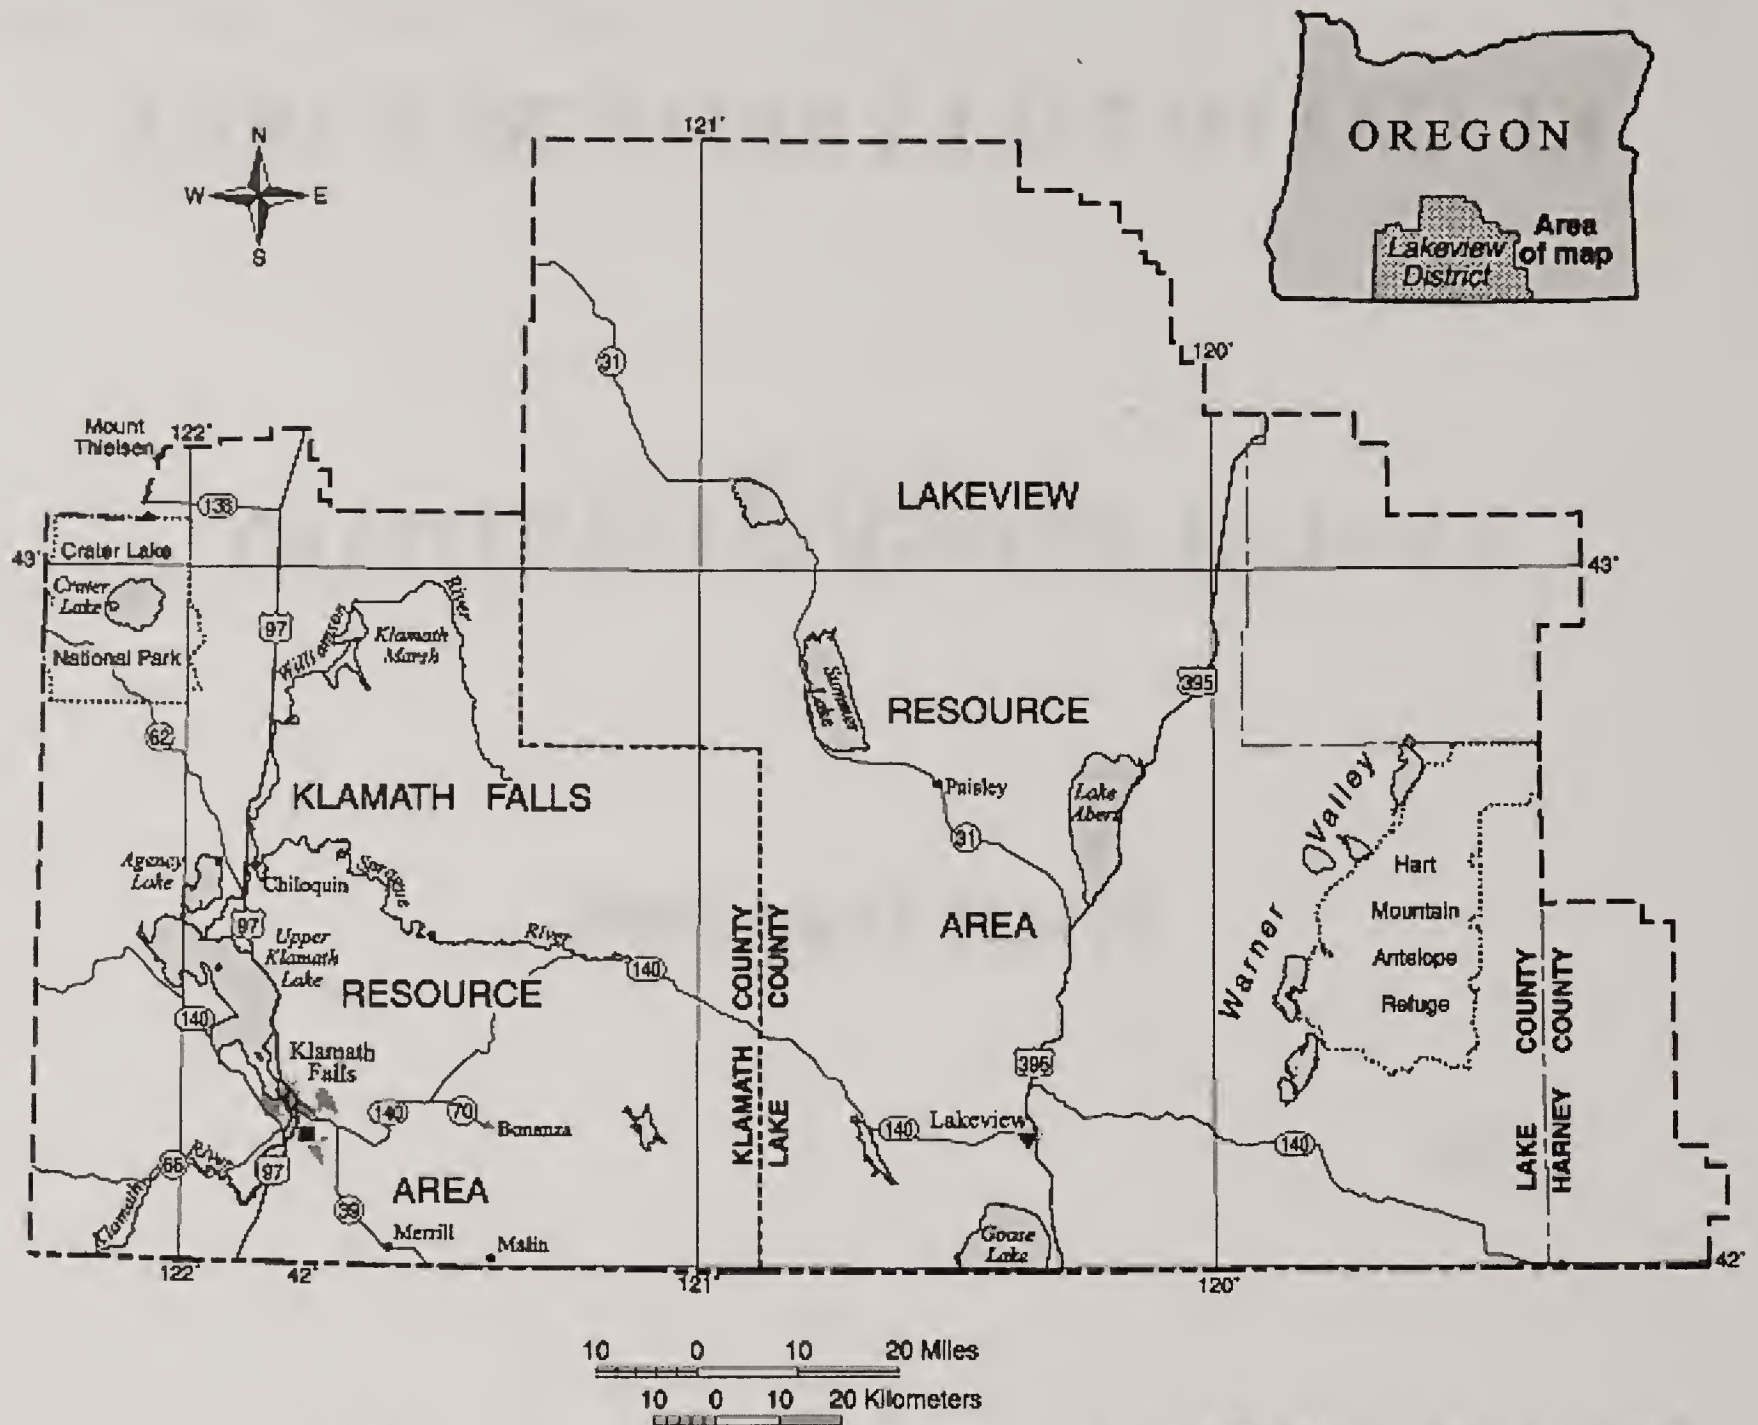 OREGON
Area
of map
Lakeview
District
N
W E
S
121°
120°
31
Mount
Thielsen
122°
138
LAKEVIEW
43°
43°
Crater Lake
Crater
Lake
National Park
97
Williamson
River
Klamath
Marsh
Summer
Lake
395
RESOURCE
62
KLAMATH FALLS
Paisley
Lake
Abert
31
Warner Valley
Hart
Mountain
Antelope
Refuge
Agency
Lake
Chiloquin
Sprague
River
97
Upper
Klamath
Lake
AREA
RESOURCE
140
140
KLAMATH COUNTY
LAKE COUNTY
LAKE COUNTY
HARNEY COUNTY
Klamath
Falls
395
140
70
Bonanza
140
Lakeview
140
66
River
Klamath
97
AREA
39
Merrill
Malin
Goose
Lake
122°
42°
121°
120°
42°
10 0 10 20 Miles
10 0 10 20 Kilometers